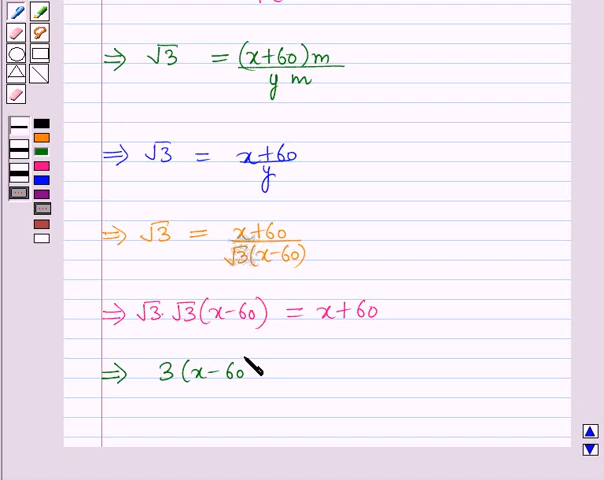 ⇒ √3 = (x+60)m / y m
⇒ √3 = x+60 / y
⇒ √3 = x+60 / √3(x-60)
⇒ √3·√3(x-60) = x+60
⇒ 3(x-60